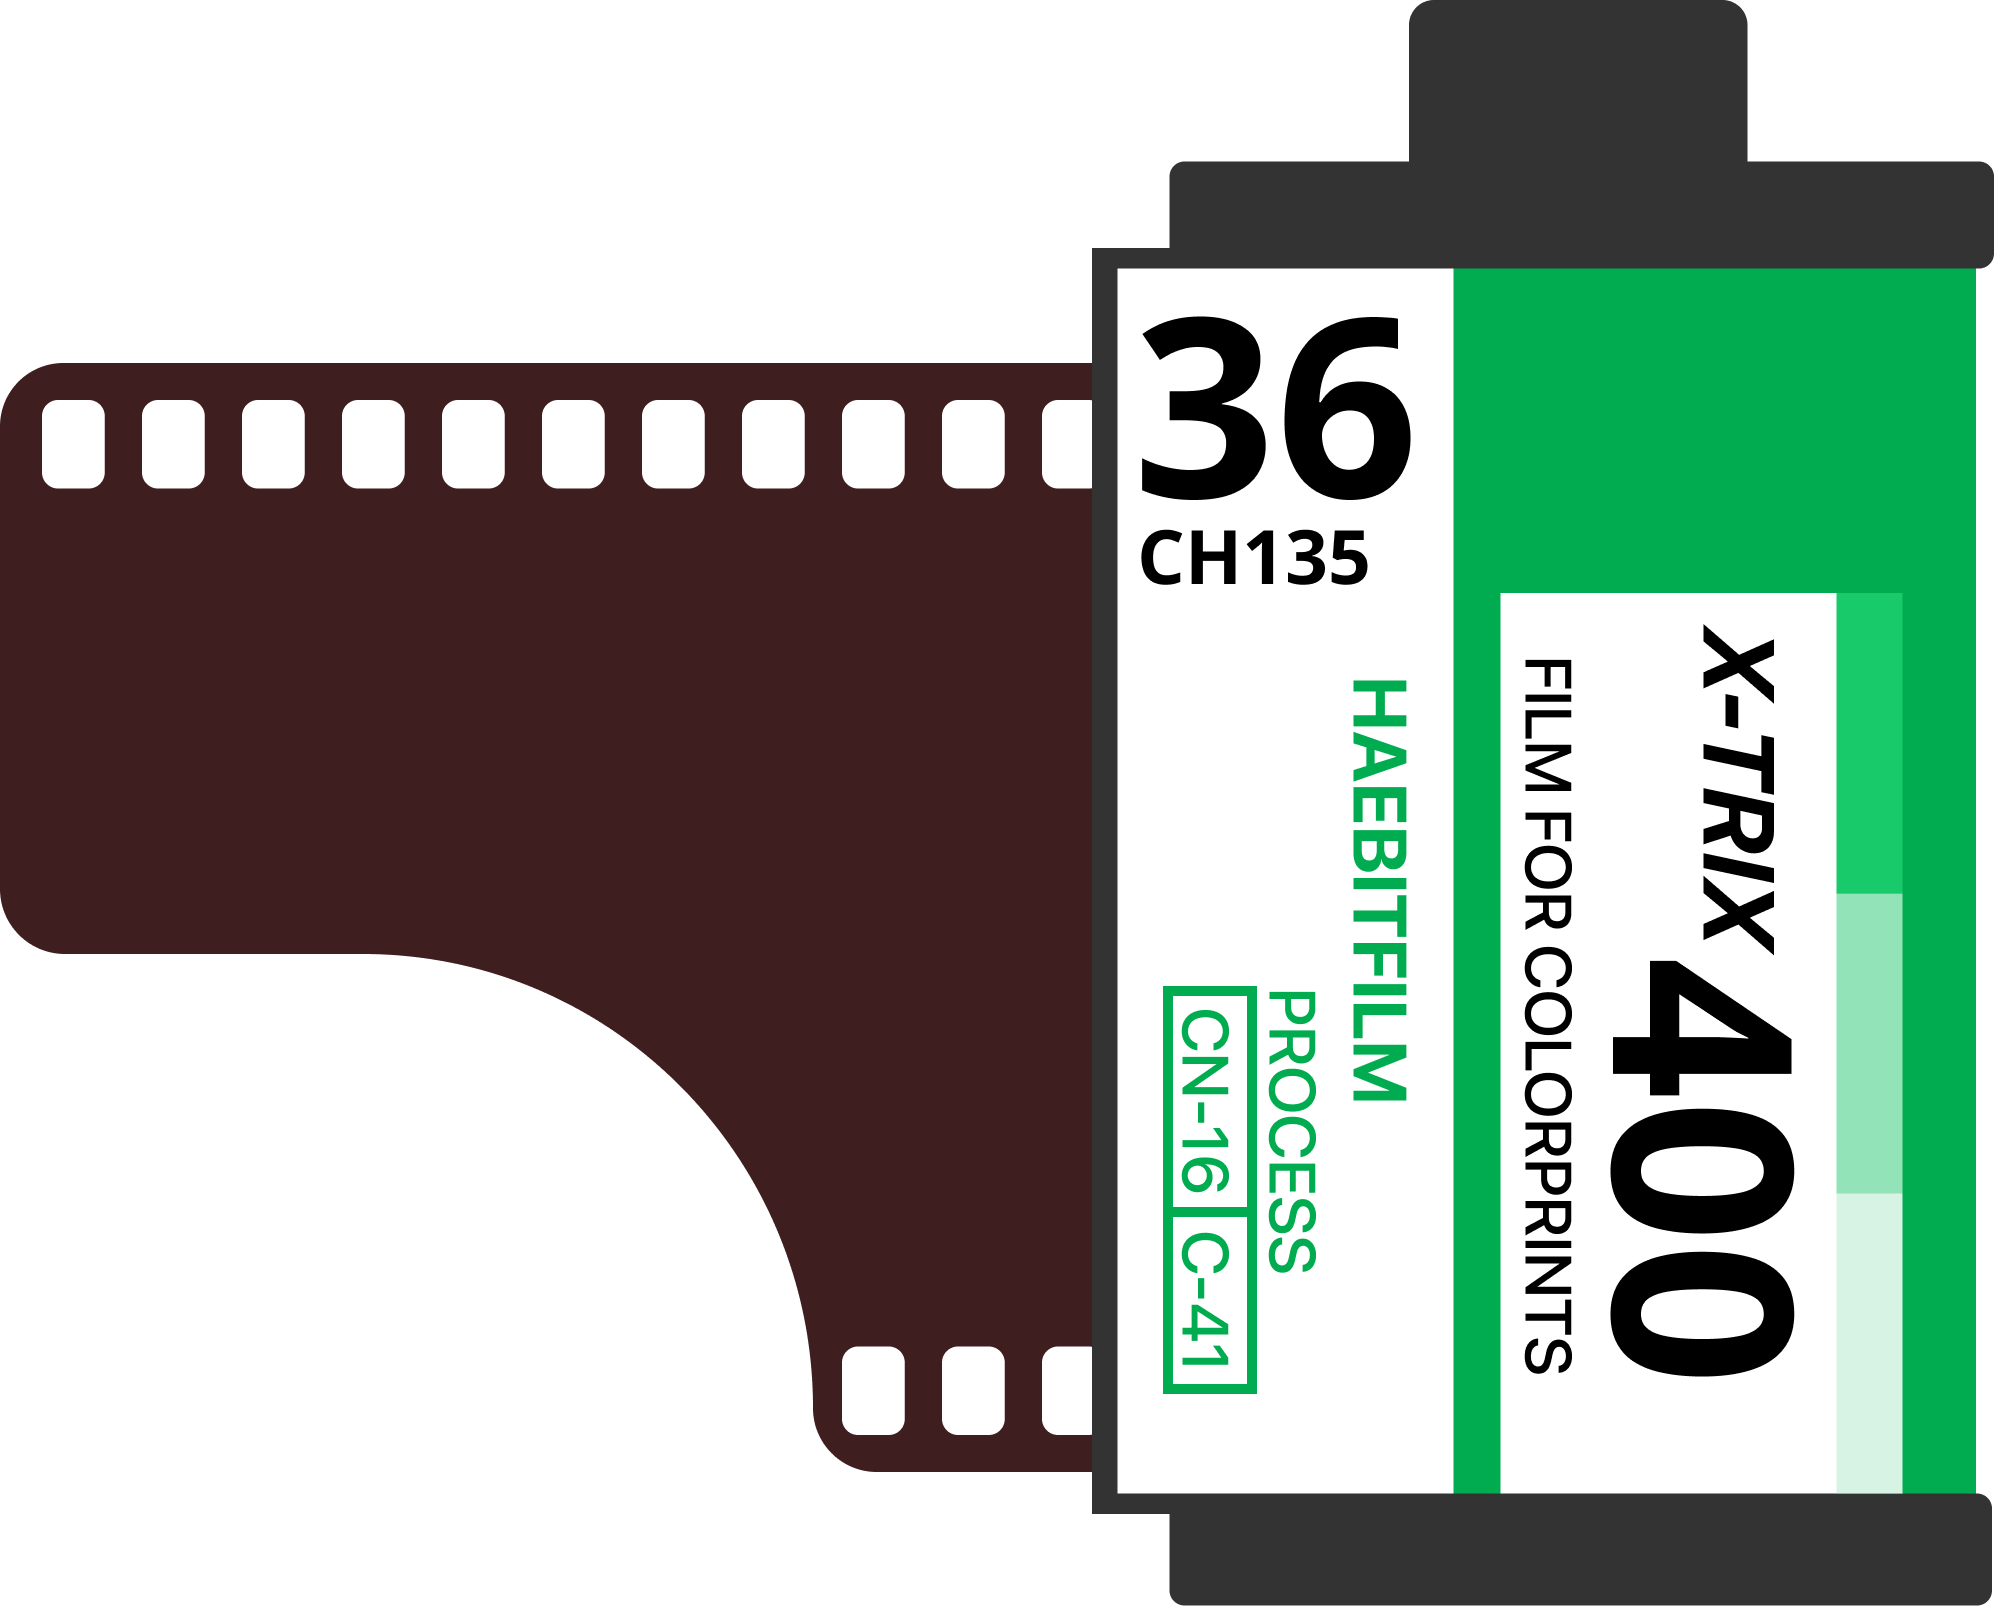 36
CH135
HAEBITFILM
PROCESS
CN-16 C-41
X-TRIX 400
FILM FOR COLORPRINTS